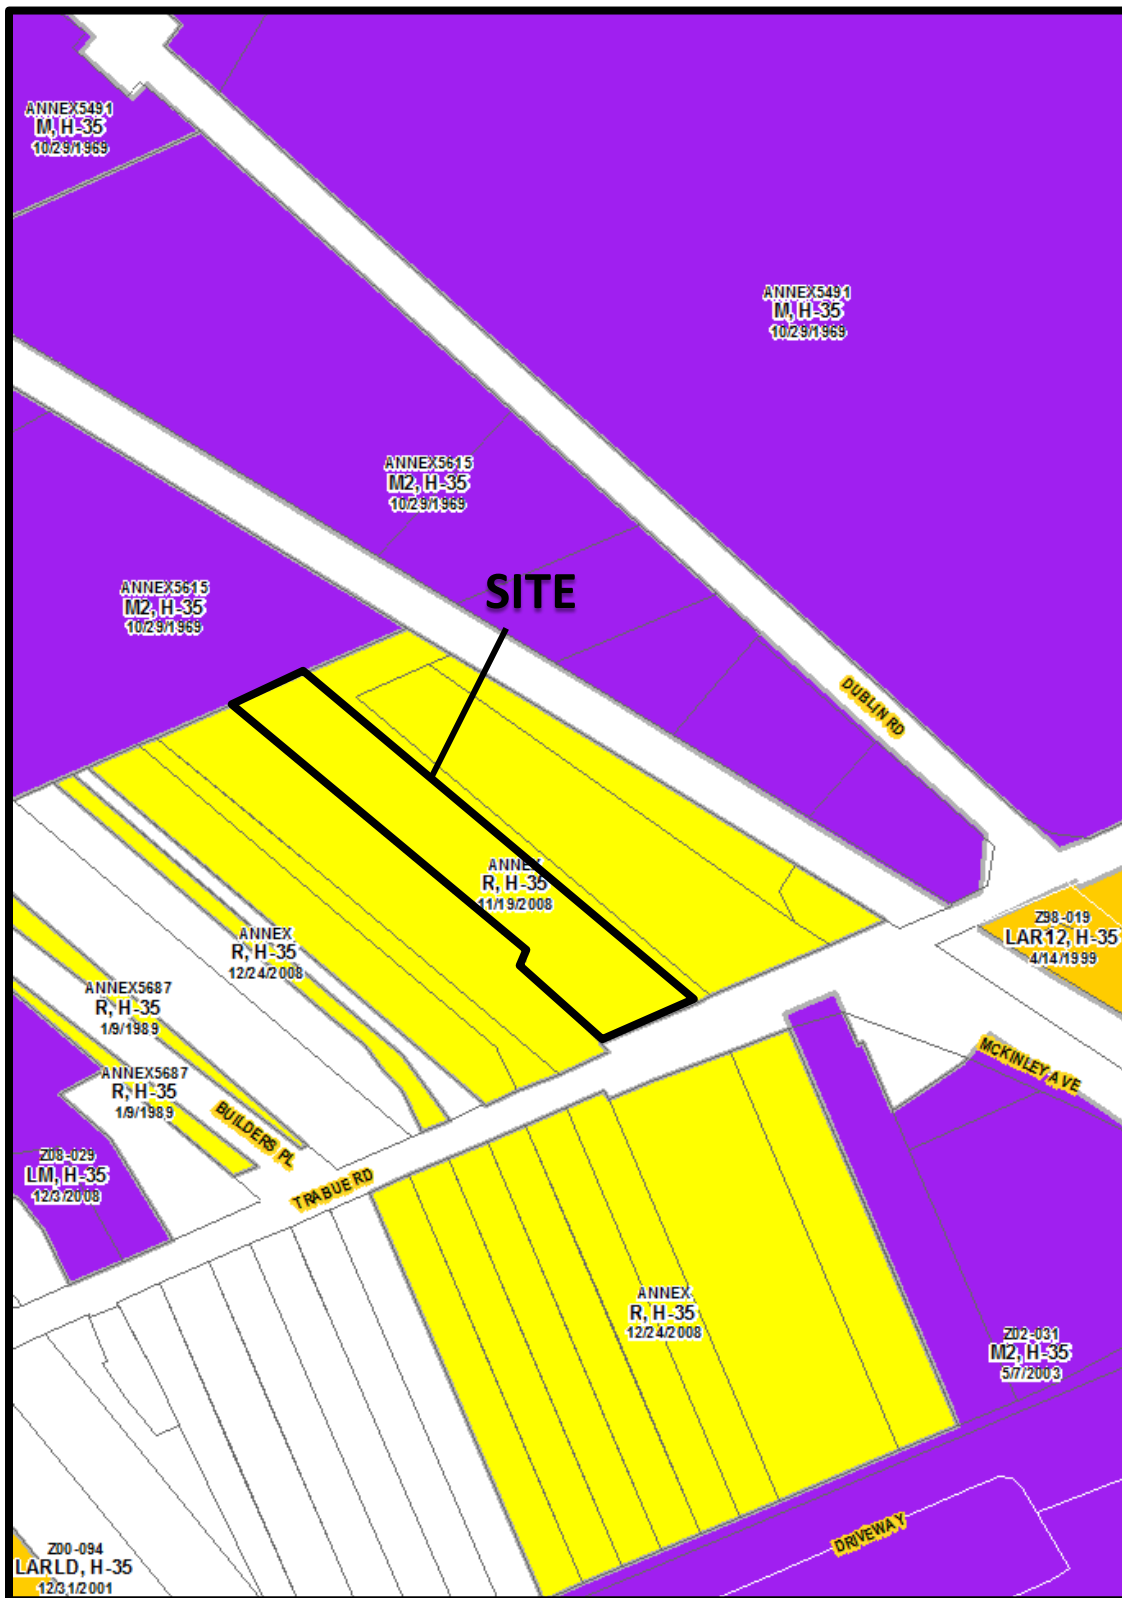 ANNEX5491
M, H-35
10/29/1969
ANNEX5491
M, H-35
10/29/1969
ANNEX5615
M2, H-35
10/29/1969
SITE
ANNEX5615
M2, H-35
10/29/1969
DUBLIN RD
ANNEX
R, H-35
11/19/2008
Z98-019
LAR12, H-35
4/14/1999
ANNEX
R, H-35
12/24/2008
ANNEX5687
R, H-35
1/9/1989
MCKINLEY AVE
ANNEX5687
R, H-35
1/9/1989
BUILDERS PL
Z08-029
LM, H-35
12/3/2008
TRABUE RD
ANNEX
R, H-35
12/24/2008
Z02-031
M2, H-35
5/7/2003
DRIVEWAY
Z00-094
LARLD, H-35
12/31/2001